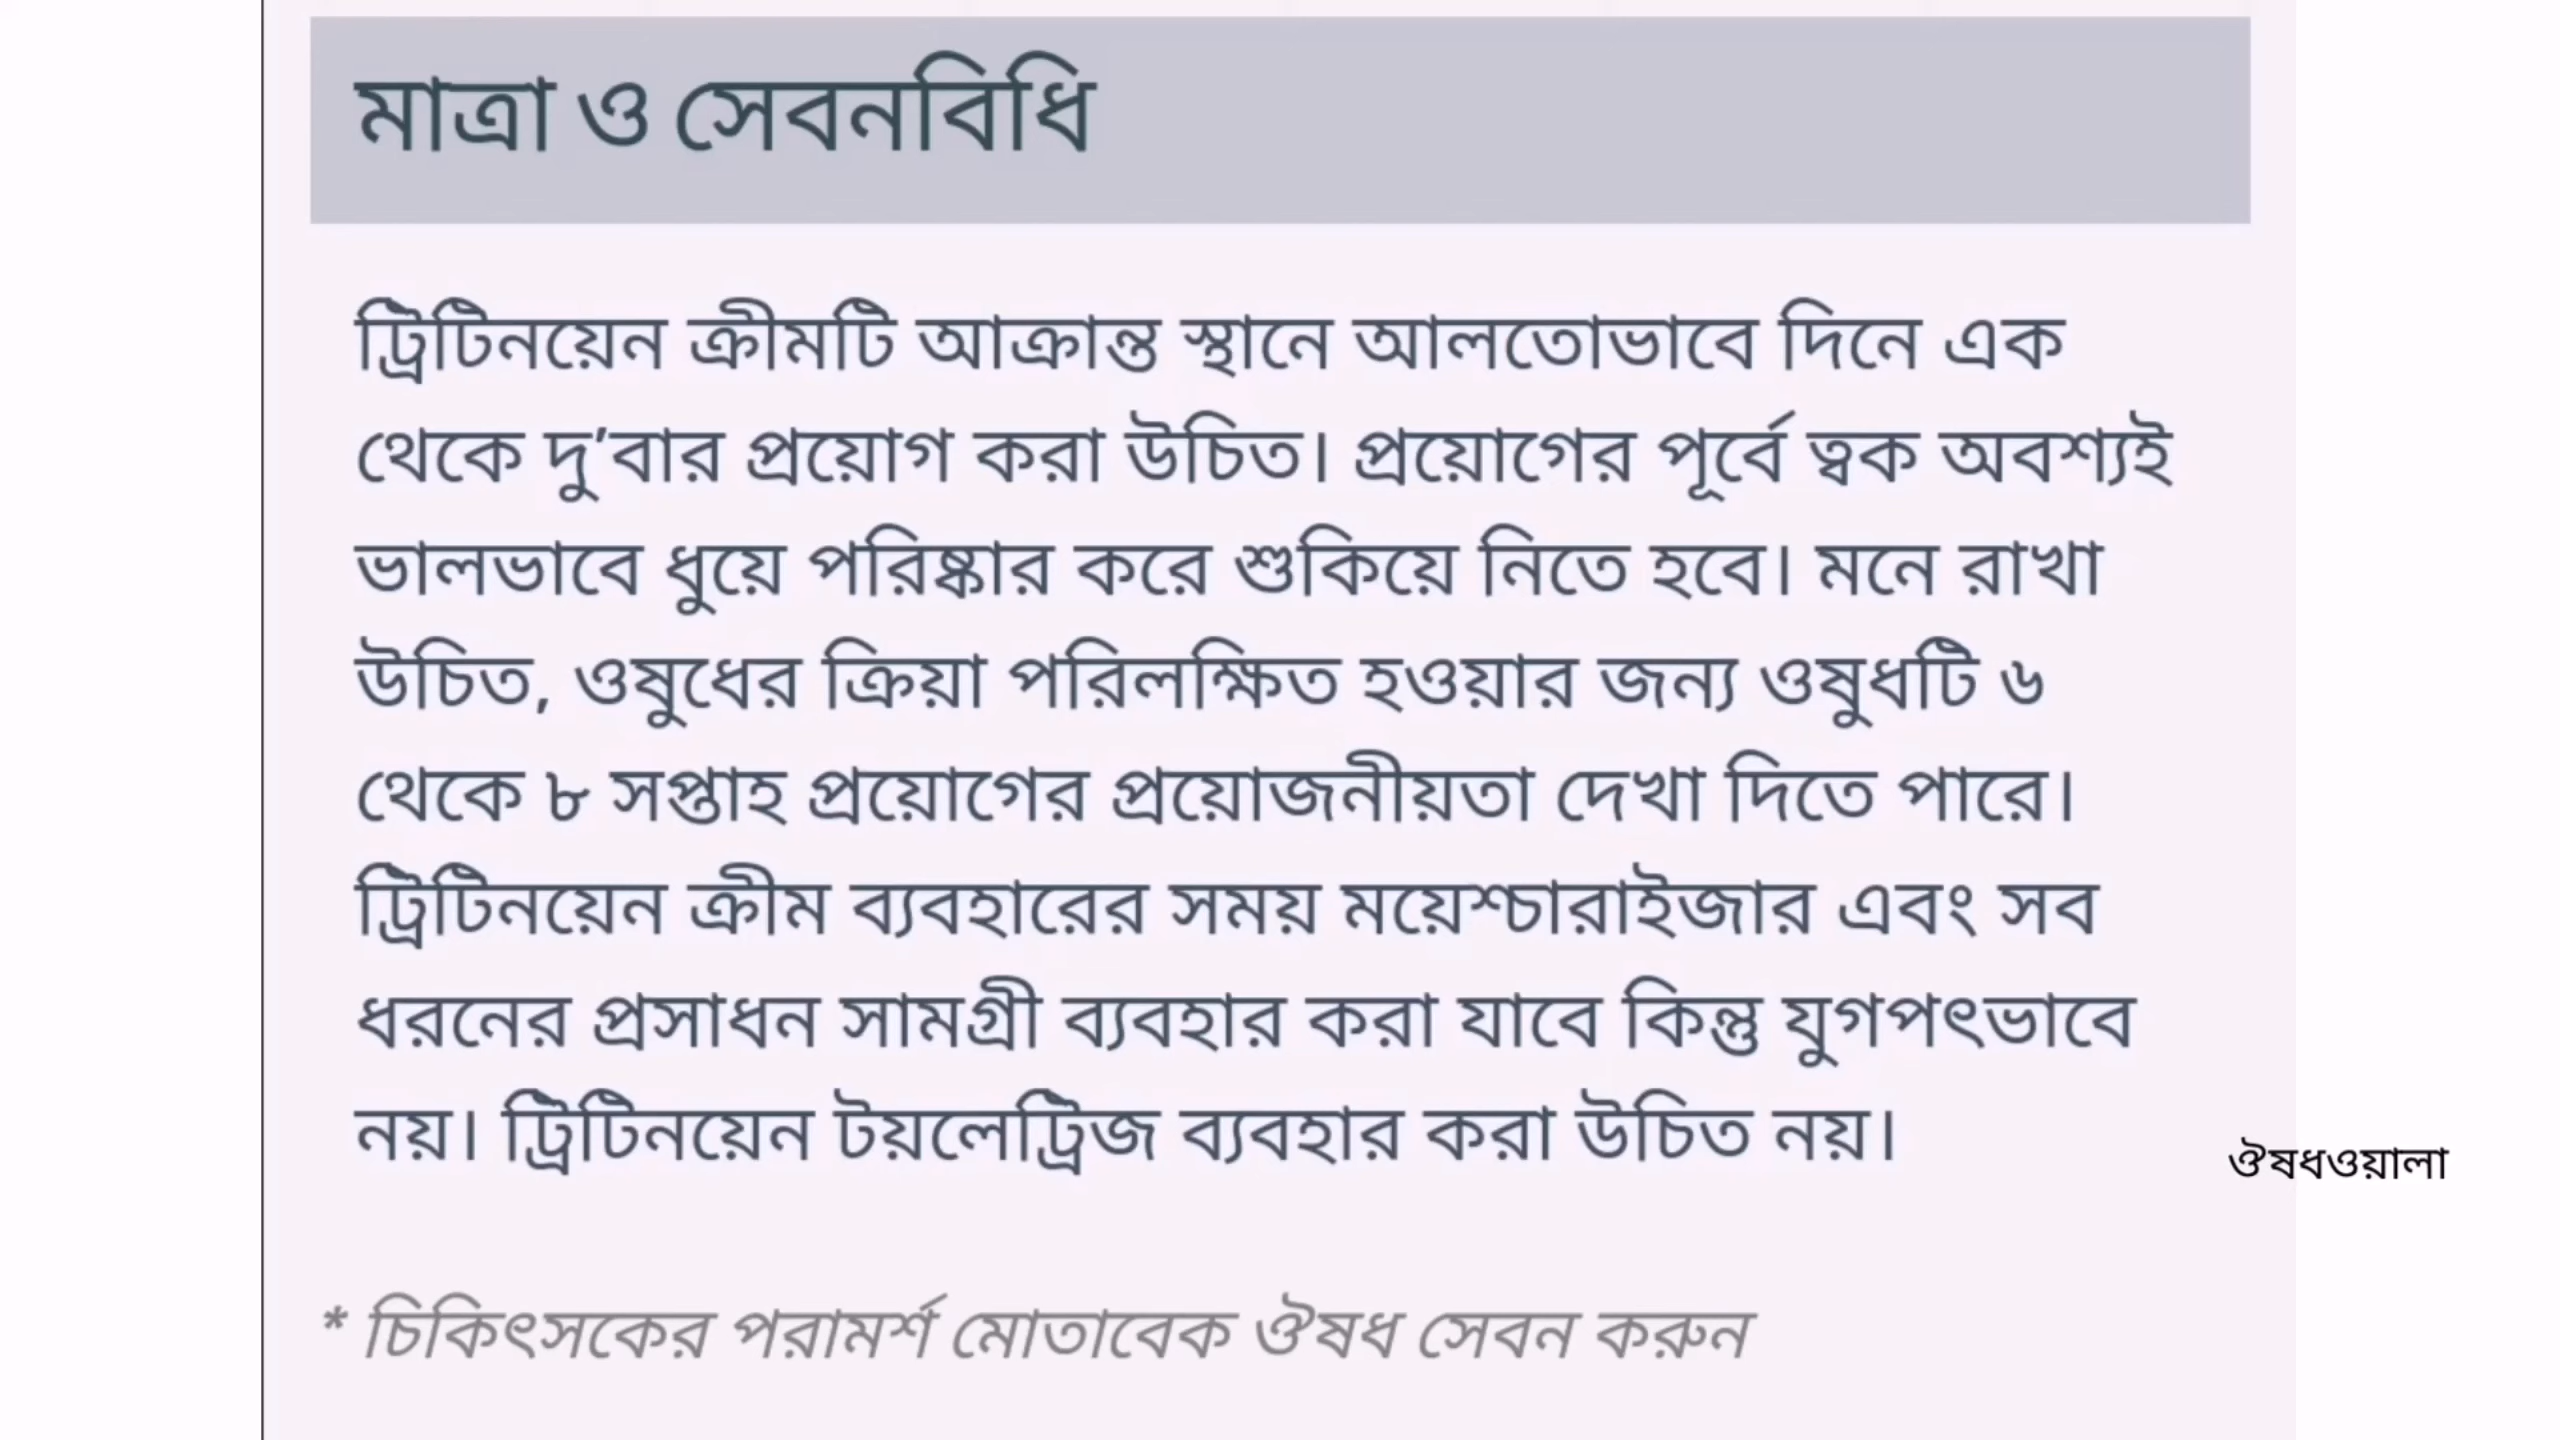 মাত্রা ও সেবনবিধি
ট্রিটিনয়েন ক্রীমটি আক্রান্ত স্থানে আলতোভাবে দিনে এক
থেকে দু’বার প্রয়োগ করা উচিত। প্রয়োগের পূর্বে ত্বক অবশ্যই
ভালভাবে ধুয়ে পরিষ্কার করে শুকিয়ে নিতে হবে। মনে রাখা
উচিত, ওষুধের ক্রিয়া পরিলক্ষিত হওয়ার জন্য ওষুধটি ৬
থেকে ৮ সপ্তাহ প্রয়োগের প্রয়োজনীয়তা দেখা দিতে পারে।
ট্রিটিনয়েন ক্রীম ব্যবহারের সময় ময়েশ্চারাইজার এবং সব
ধরনের প্রসাধন সামগ্রী ব্যবহার করা যাবে কিন্তু যুগপৎভাবে
নয়। ট্রিটিনয়েন টয়লেট্রিজ ব্যবহার করা উচিত নয়।
ঔষধওয়ালা
* চিকিৎসকের পরামর্শ মোতাবেক ঔষধ সেবন করুন